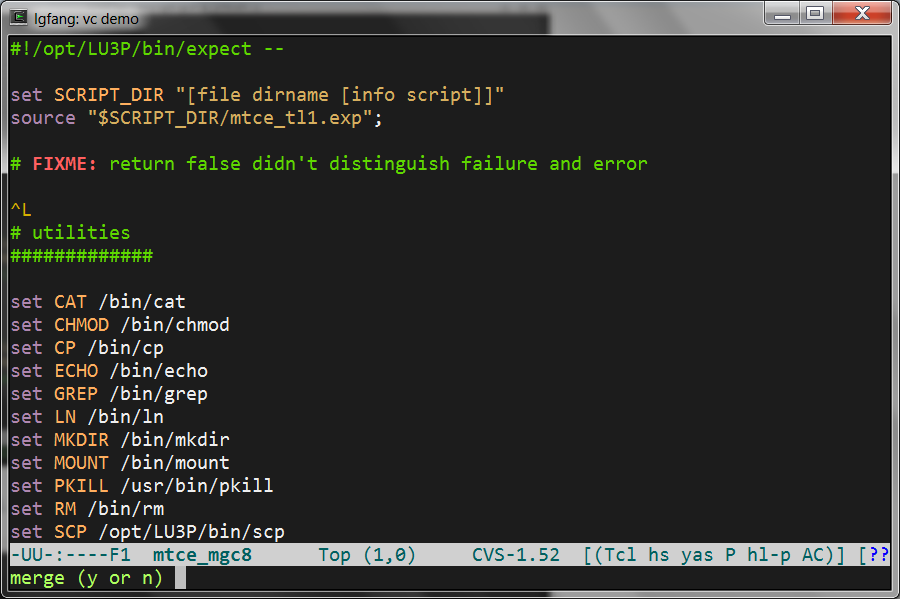 lgfang: vc demo
#!/opt/LU3P/bin/expect --
set SCRIPT_DIR "[file dirname [info script]]"
source "$SCRIPT_DIR/mtce_tl1.exp";
# FIXME: return false didn't distinguish failure and error
^L
# utilities
#############
set CAT /bin/cat
set CHMOD /bin/chmod
set CP /bin/cp
set ECHO /bin/echo
set GREP /bin/grep
set LN /bin/ln
set MKDIR /bin/mkdir
set MOUNT /bin/mount
set PKILL /usr/bin/pkill
set RM /bin/rm
set SCP /opt/LU3P/bin/scp
-UU-:----F1  mtce_mgc8      Top (1,0)     CVS-1.52  [(Tcl hs yas P hl-p AC)] [??
merge (y or n)